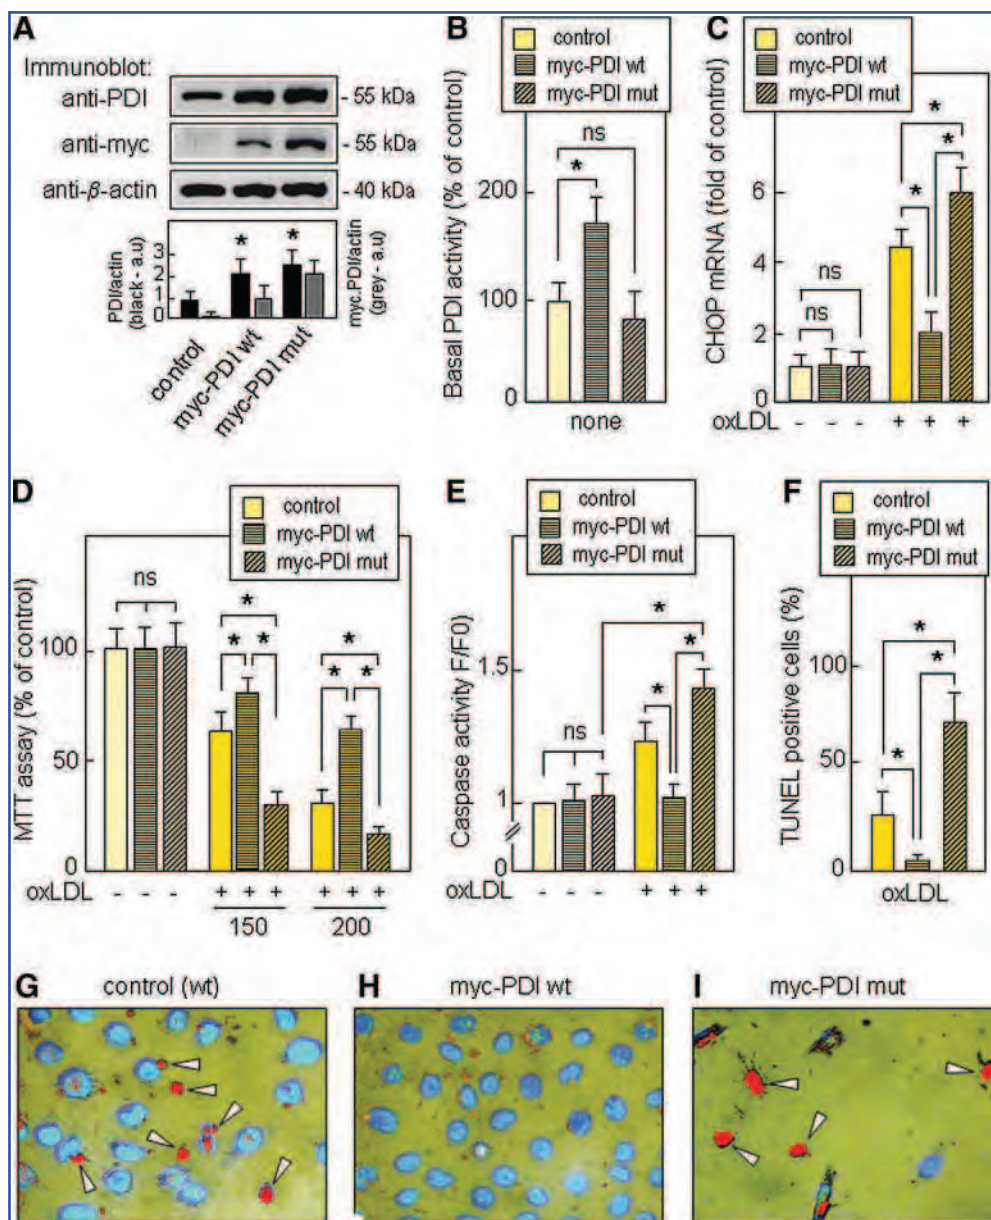 A
Immunoblot:
anti-PDI
- 55 kDa
anti-myc
- 55 kDa
anti-β-actin
- 40 kDa
PDI/actin
(black - a.u)
3
2
1
0
* *
myc.PDI/actin
(grey - a.u)
control
myc-PDI wt
myc-PDI mut
B
control
myc-PDI wt
myc-PDI mut
Basal PDI activity (% of control)
200
100
0
ns
*
none
C
control
myc-PDI wt
myc-PDI mut
CHOP mRNA (fold of control)
6
4
2
0
ns
ns
*
*
*
oxLDL - - - + + +
D
control
myc-PDI wt
myc-PDI mut
MTT assay (% of control)
100
50
0
ns
*
* *
*
* *
oxLDL - - - + + + + + +
150 200
E
control
myc-PDI wt
myc-PDI mut
Caspase activity F/F0
1.5
1
0
ns
*
*
*
oxLDL - - - + + +
F
control
myc-PDI wt
myc-PDI mut
TUNEL positive cells (%)
100
50
0
*
*
*
oxLDL
G control (wt)
H myc-PDI wt
I myc-PDI mut